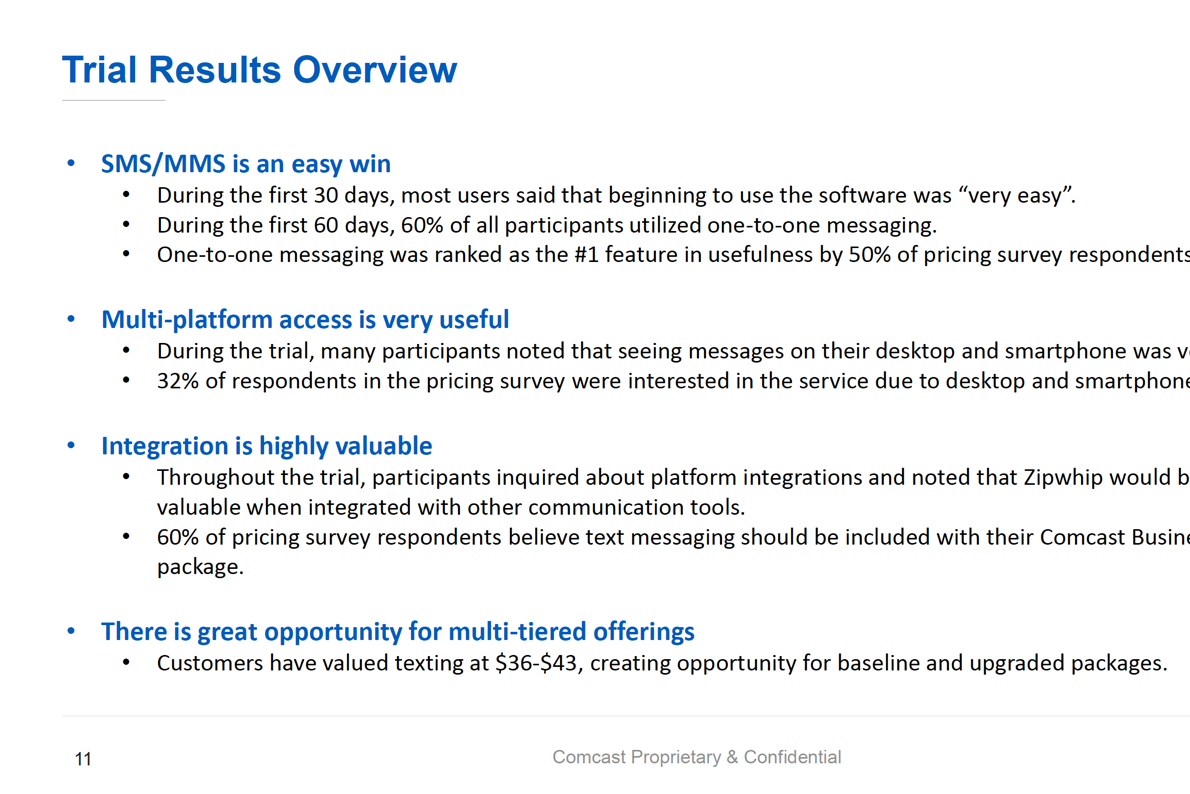 Trial Results Overview
• SMS/MMS is an easy win
• During the first 30 days, most users said that beginning to use the software was “very easy”.
• During the first 60 days, 60% of all participants utilized one-to-one messaging.
• One-to-one messaging was ranked as the #1 feature in usefulness by 50% of pricing survey respondents
• Multi-platform access is very useful
• During the trial, many participants noted that seeing messages on their desktop and smartphone was
• 32% of respondents in the pricing survey were interested in the service due to desktop and smartphone
• Integration is highly valuable
• Throughout the trial, participants inquired about platform integrations and noted that Zipwhip would
valuable when integrated with other communication tools.
• 60% of pricing survey respondents believe text messaging should be included with their Comcast
package.
• There is great opportunity for multi-tiered offerings
• Customers have valued texting at $36-$43, creating opportunity for baseline and upgraded packages.
11
Comcast Proprietary & Confidential